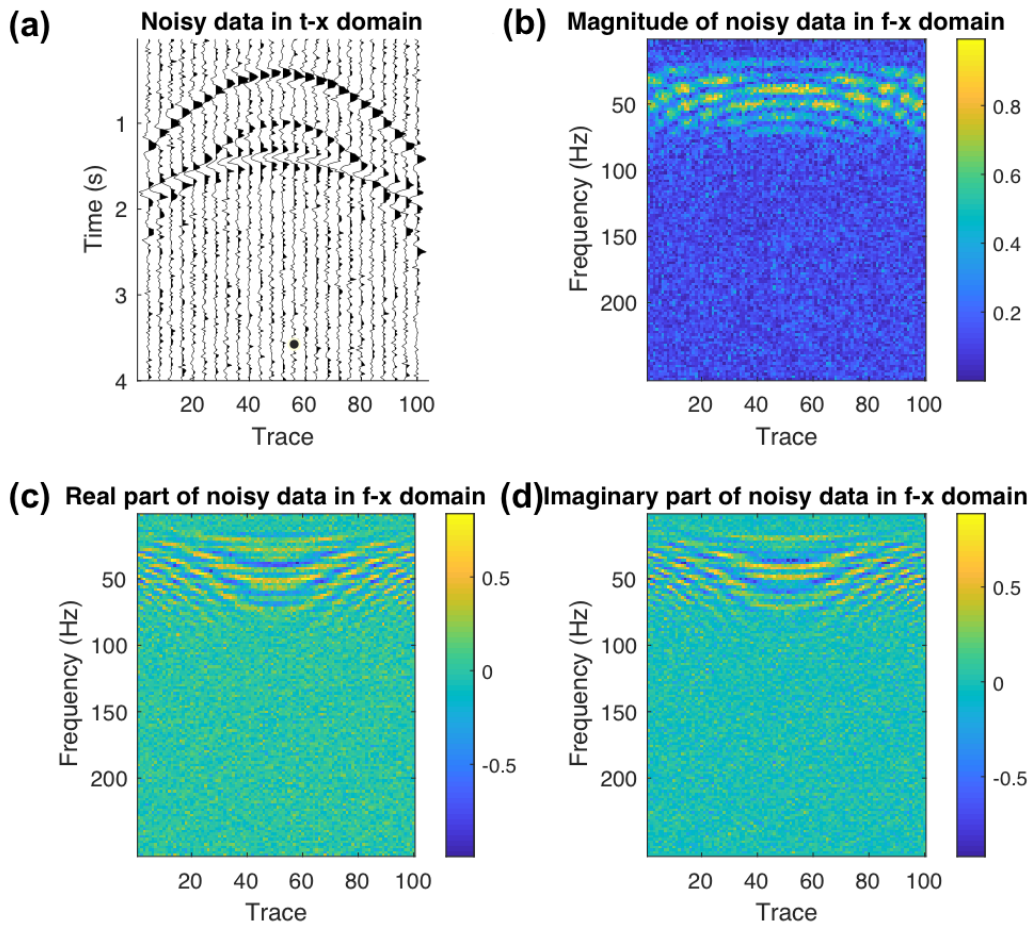 (a)
Noisy data in t-x domain
Time (s)
1
2
3
4
20 40 60 80 100
Trace
(b)
Magnitude of noisy data in f-x domain
Frequency (Hz)
50
100
150
200
20 40 60 80 100
Trace
0.8
0.6
0.4
0.2
(c)
Real part of noisy data in f-x domain
Frequency (Hz)
50
100
150
200
20 40 60 80 100
Trace
0.5
0
-0.5
(d)
Imaginary part of noisy data in f-x domain
Frequency (Hz)
50
100
150
200
20 40 60 80 100
Trace
0.5
0
-0.5